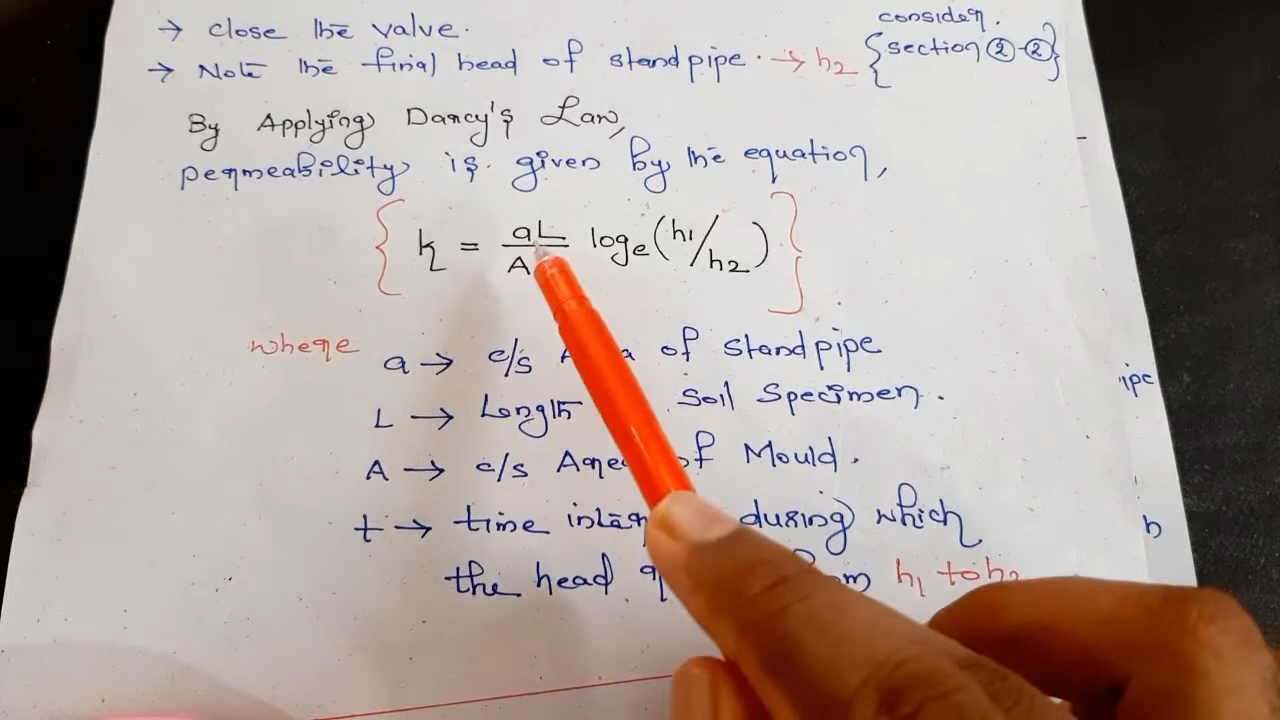 → close the valve.
→ Note the final head of standpipe. → h2 { consider. section ②-② }
By Applying Darcy's Law,
permeability is given by the equation,
{ k = aL/A loge (h1/h2) }
where a → c/s of standpipe
L → Length Soil Specimen.
A → c/s Area of Mould.
t → time during which
the head h1 to h2
ipe
h